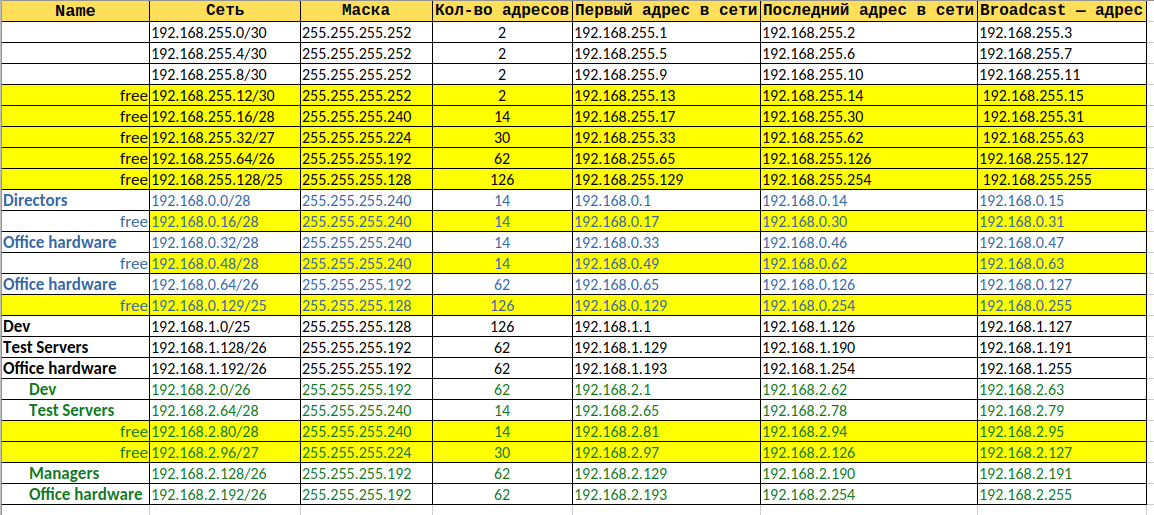 Name Сеть Маска Кол-во адресов Первый адрес в сети Последний адрес в сети Broadcast — адрес
192.168.255.0/30 255.255.255.252 2 192.168.255.1 192.168.255.2 192.168.255.3
192.168.255.4/30 255.255.255.252 2 192.168.255.5 192.168.255.6 192.168.255.7
192.168.255.8/30 255.255.255.252 2 192.168.255.9 192.168.255.10 192.168.255.11
free 192.168.255.12/30 255.255.255.252 2 192.168.255.13 192.168.255.14 192.168.255.15
free 192.168.255.16/28 255.255.255.240 14 192.168.255.17 192.168.255.30 192.168.255.31
free 192.168.255.32/27 255.255.255.224 30 192.168.255.33 192.168.255.62 192.168.255.63
free 192.168.255.64/26 255.255.255.192 62 192.168.255.65 192.168.255.126 192.168.255.127
free 192.168.255.128/25 255.255.255.128 126 192.168.255.129 192.168.255.254 192.168.255.255
Directors 192.168.0.0/28 255.255.255.240 14 192.168.0.1 192.168.0.14 192.168.0.15
free 192.168.0.16/28 255.255.255.240 14 192.168.0.17 192.168.0.30 192.168.0.31
Office hardware 192.168.0.32/28 255.255.255.240 14 192.168.0.33 192.168.0.46 192.168.0.47
free 192.168.0.48/28 255.255.255.240 14 192.168.0.49 192.168.0.62 192.168.0.63
Office hardware 192.168.0.64/26 255.255.255.192 62 192.168.0.65 192.168.0.126 192.168.0.127
free 192.168.0.129/25 255.255.255.128 126 192.168.0.129 192.168.0.254 192.168.0.255
Dev 192.168.1.0/25 255.255.255.128 126 192.168.1.1 192.168.1.126 192.168.1.127
Test Servers 192.168.1.128/26 255.255.255.192 62 192.168.1.129 192.168.1.190 192.168.1.191
Office hardware 192.168.1.192/26 255.255.255.192 62 192.168.1.193 192.168.1.254 192.168.1.255
Dev 192.168.2.0/26 255.255.255.192 62 192.168.2.1 192.168.2.62 192.168.2.63
Test Servers 192.168.2.64/28 255.255.255.240 14 192.168.2.65 192.168.2.78 192.168.2.79
free 192.168.2.80/28 255.255.255.240 14 192.168.2.81 192.168.2.94 192.168.2.95
free 192.168.2.96/27 255.255.255.224 30 192.168.2.97 192.168.2.126 192.168.2.127
Managers 192.168.2.128/26 255.255.255.192 62 192.168.2.129 192.168.2.190 192.168.2.191
Office hardware 192.168.2.192/26 255.255.255.192 62 192.168.2.193 192.168.2.254 192.168.2.255